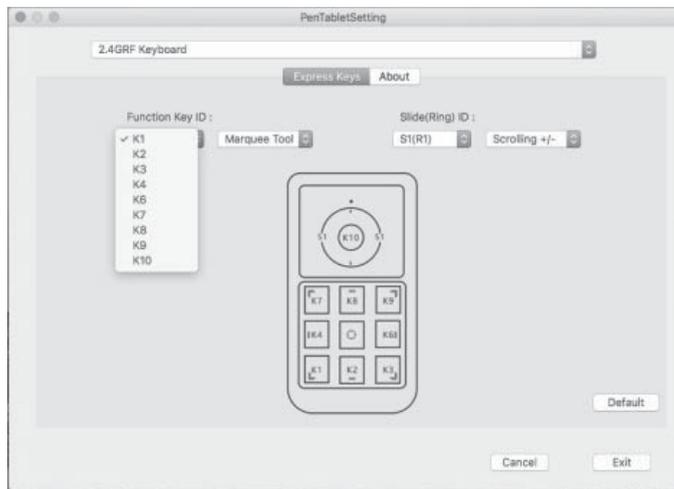 PenTabletSetting
2.4GRF Keyboard
Express Keys About
Function Key ID : Slide(Ring) ID :
✓ K1 Marquee Tool S1(R1) Scrolling +/-
K2
K3
K4
K6
K7
K8
K9
K10
S1 K10 S1
K7 K8 K9
K4 K6
K1 K2 K3
Default
Cancel Exit